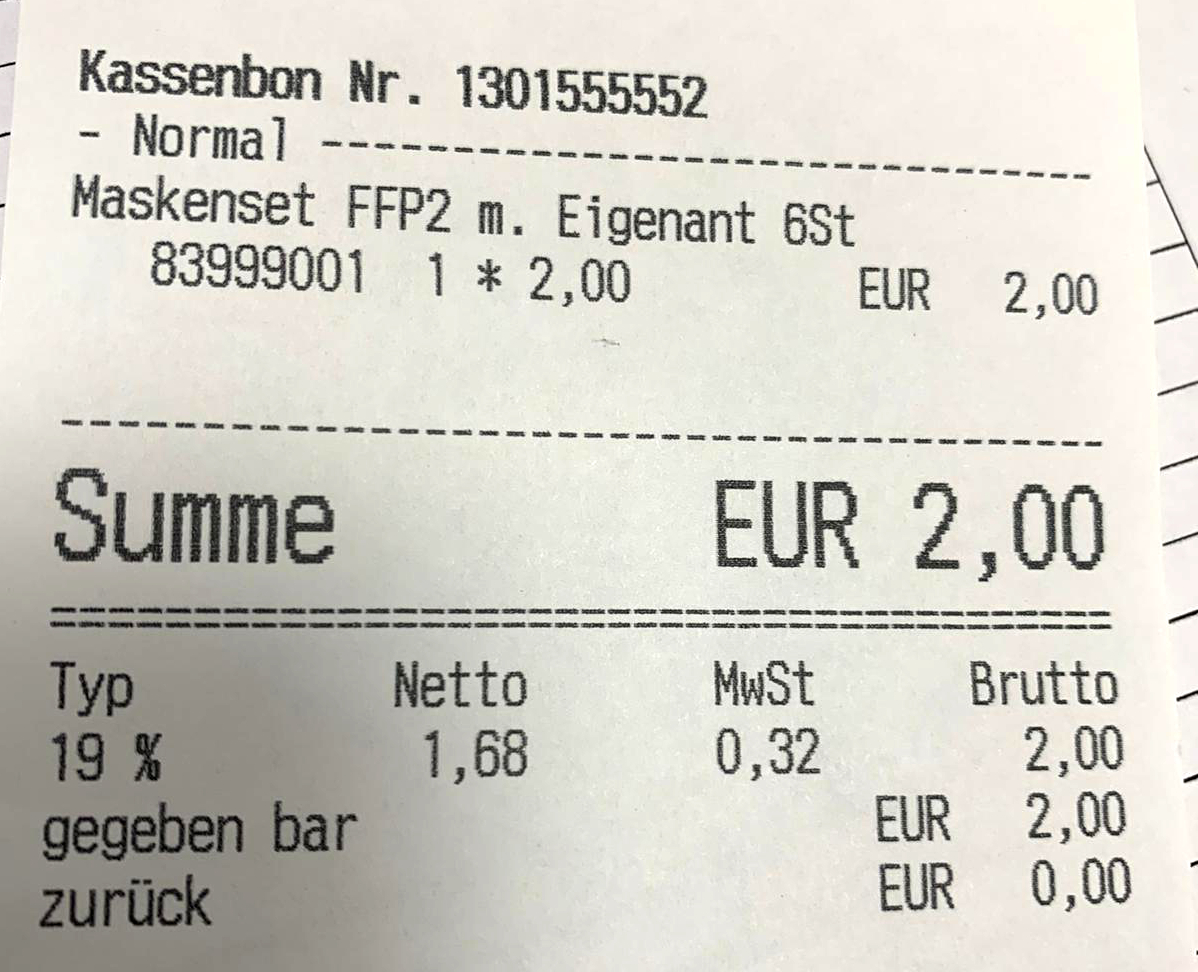 Kassenbon Nr. 1301555552
- Normal ----------------------------
Maskenset FFP2 m. Eigenant 6St
83999001 1 * 2,00 EUR 2,00
--------------------------------------
Summe EUR 2,00
======================================
Typ Netto MwSt Brutto
19 % 1,68 0,32 2,00
gegeben bar EUR 2,00
zurück EUR 0,00